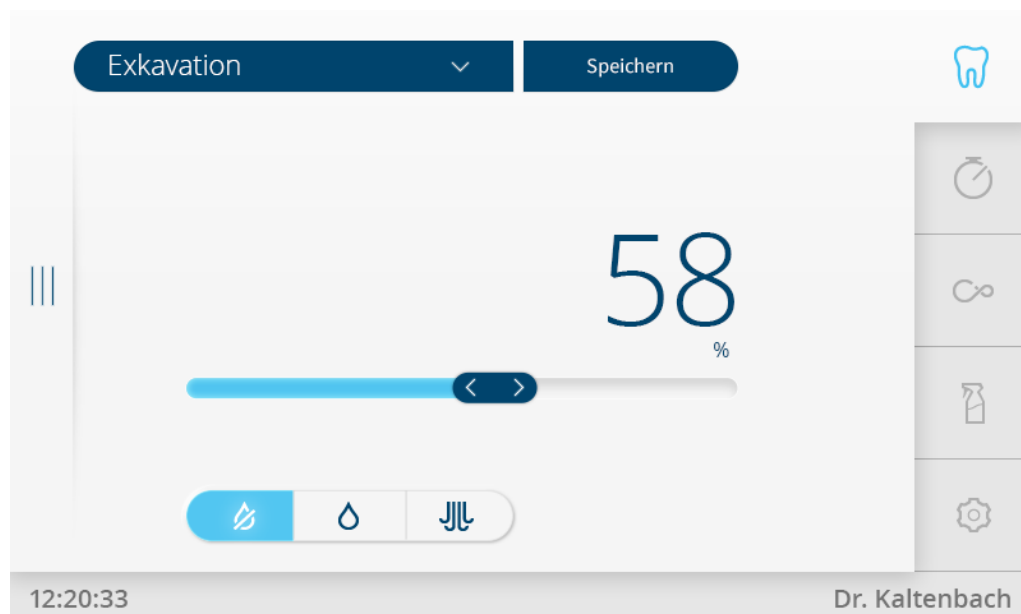 Exkavation
Speichern
58
%
12:20:33
Dr. Kaltenbach